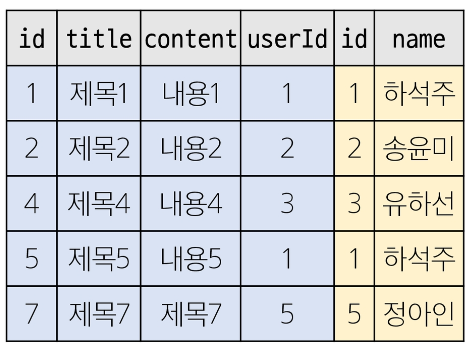 id title content userId id name
1 제목1 내용1 1 1 하석주
2 제목2 내용2 2 2 송윤미
4 제목4 내용4 3 3 유하선
5 제목5 내용5 1 1 하석주
7 제목7 제목7 5 5 정아인